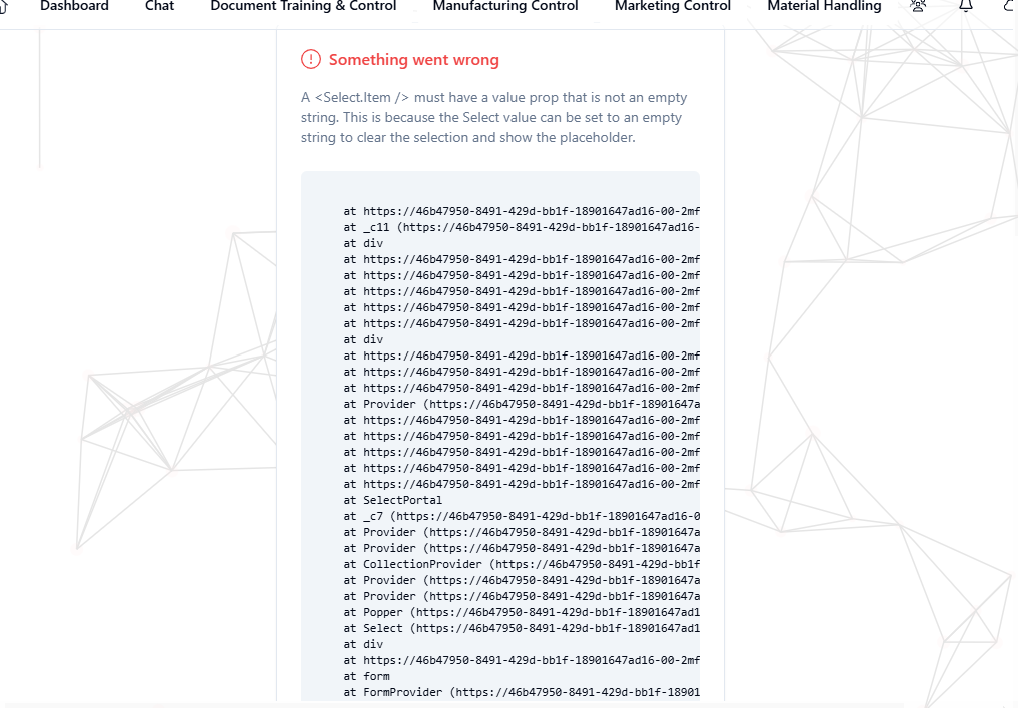 Dashboard Chat Document Training & Control Manufacturing Control Marketing Control Material Handling
Something went wrong
A <Select.Item /> must have a value prop that is not an empty
string. This is because the Select value can be set to an empty
string to clear the selection and show the placeholder.
at https://46b47950-8491-429d-bb1f-18901647ad16-00-2mf
at _c11 (https://46b47950-8491-429d-bb1f-18901647ad16-
at div
at https://46b47950-8491-429d-bb1f-18901647ad16-00-2mf
at https://46b47950-8491-429d-bb1f-18901647ad16-00-2mf
at https://46b47950-8491-429d-bb1f-18901647ad16-00-2mf
at https://46b47950-8491-429d-bb1f-18901647ad16-00-2mf
at https://46b47950-8491-429d-bb1f-18901647ad16-00-2mf
at div
at https://46b47950-8491-429d-bb1f-18901647ad16-00-2mf
at https://46b47950-8491-429d-bb1f-18901647ad16-00-2mf
at https://46b47950-8491-429d-bb1f-18901647ad16-00-2mf
at Provider (https://46b47950-8491-429d-bb1f-18901647a
at https://46b47950-8491-429d-bb1f-18901647ad16-00-2mf
at https://46b47950-8491-429d-bb1f-18901647ad16-00-2mf
at https://46b47950-8491-429d-bb1f-18901647ad16-00-2mf
at https://46b47950-8491-429d-bb1f-18901647ad16-00-2mf
at https://46b47950-8491-429d-bb1f-18901647ad16-00-2mf
at SelectPortal
at _c7 (https://46b47950-8491-429d-bb1f-18901647ad16-0
at Provider (https://46b47950-8491-429d-bb1f-18901647a
at Provider (https://46b47950-8491-429d-bb1f-18901647a
at CollectionProvider (https://46b47950-8491-429d-bb1f
at Provider (https://46b47950-8491-429d-bb1f-18901647a
at Provider (https://46b47950-8491-429d-bb1f-18901647a
at Popper (https://46b47950-8491-429d-bb1f-18901647ad1
at Select (https://46b47950-8491-429d-bb1f-18901647ad1
at div
at https://46b47950-8491-429d-bb1f-18901647ad16-00-2mf
at form
at FormProvider (https://46b47950-8491-429d-bb1f-18901